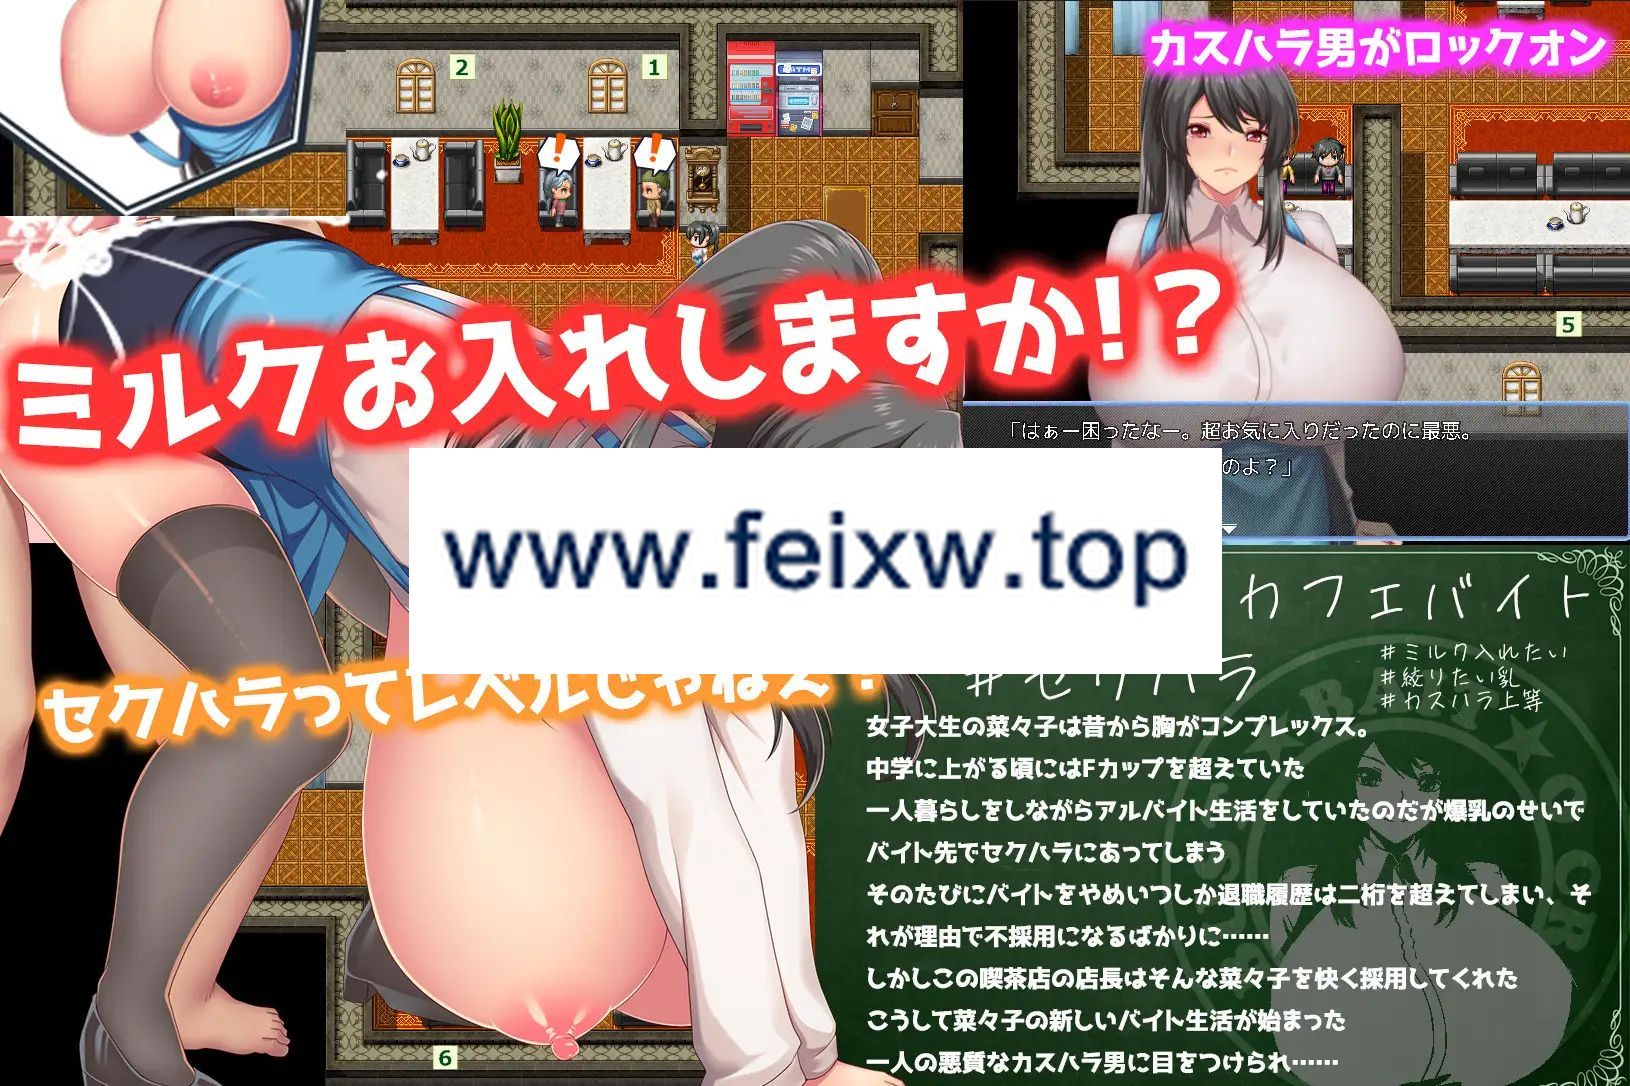 2
1
ATM
カスハラ男がロックオン
5
ミルクお入れしますか!?
「はぁー困ったなー。超お気に入りだったのに最悪。
のよ？」
www.feixw.top
カフェバイト
#セクハラ
#ミルク入れたい
#絞りたい乳
#カスハラ上等
セクハラってレベルじゃねぇ!
女子大生の菜々子は昔から胸がコンプレックス。
中学に上がる頃にはFカップを超えていた
一人暮らしをしながらアルバイト生活をしていたのだが爆乳のせいで
バイト先でセクハラにあってしまう
そのたびにバイトをやめいつしか退職履歴は二桁を超えてしまい、そ
れが理由で不採用になるばかりに……
しかしこの喫茶店の店長はそんな菜々子を快く採用してくれた
こうして菜々子の新しいバイト生活が始まった
一人の悪質なカスハラ男に目をつけられ……
6